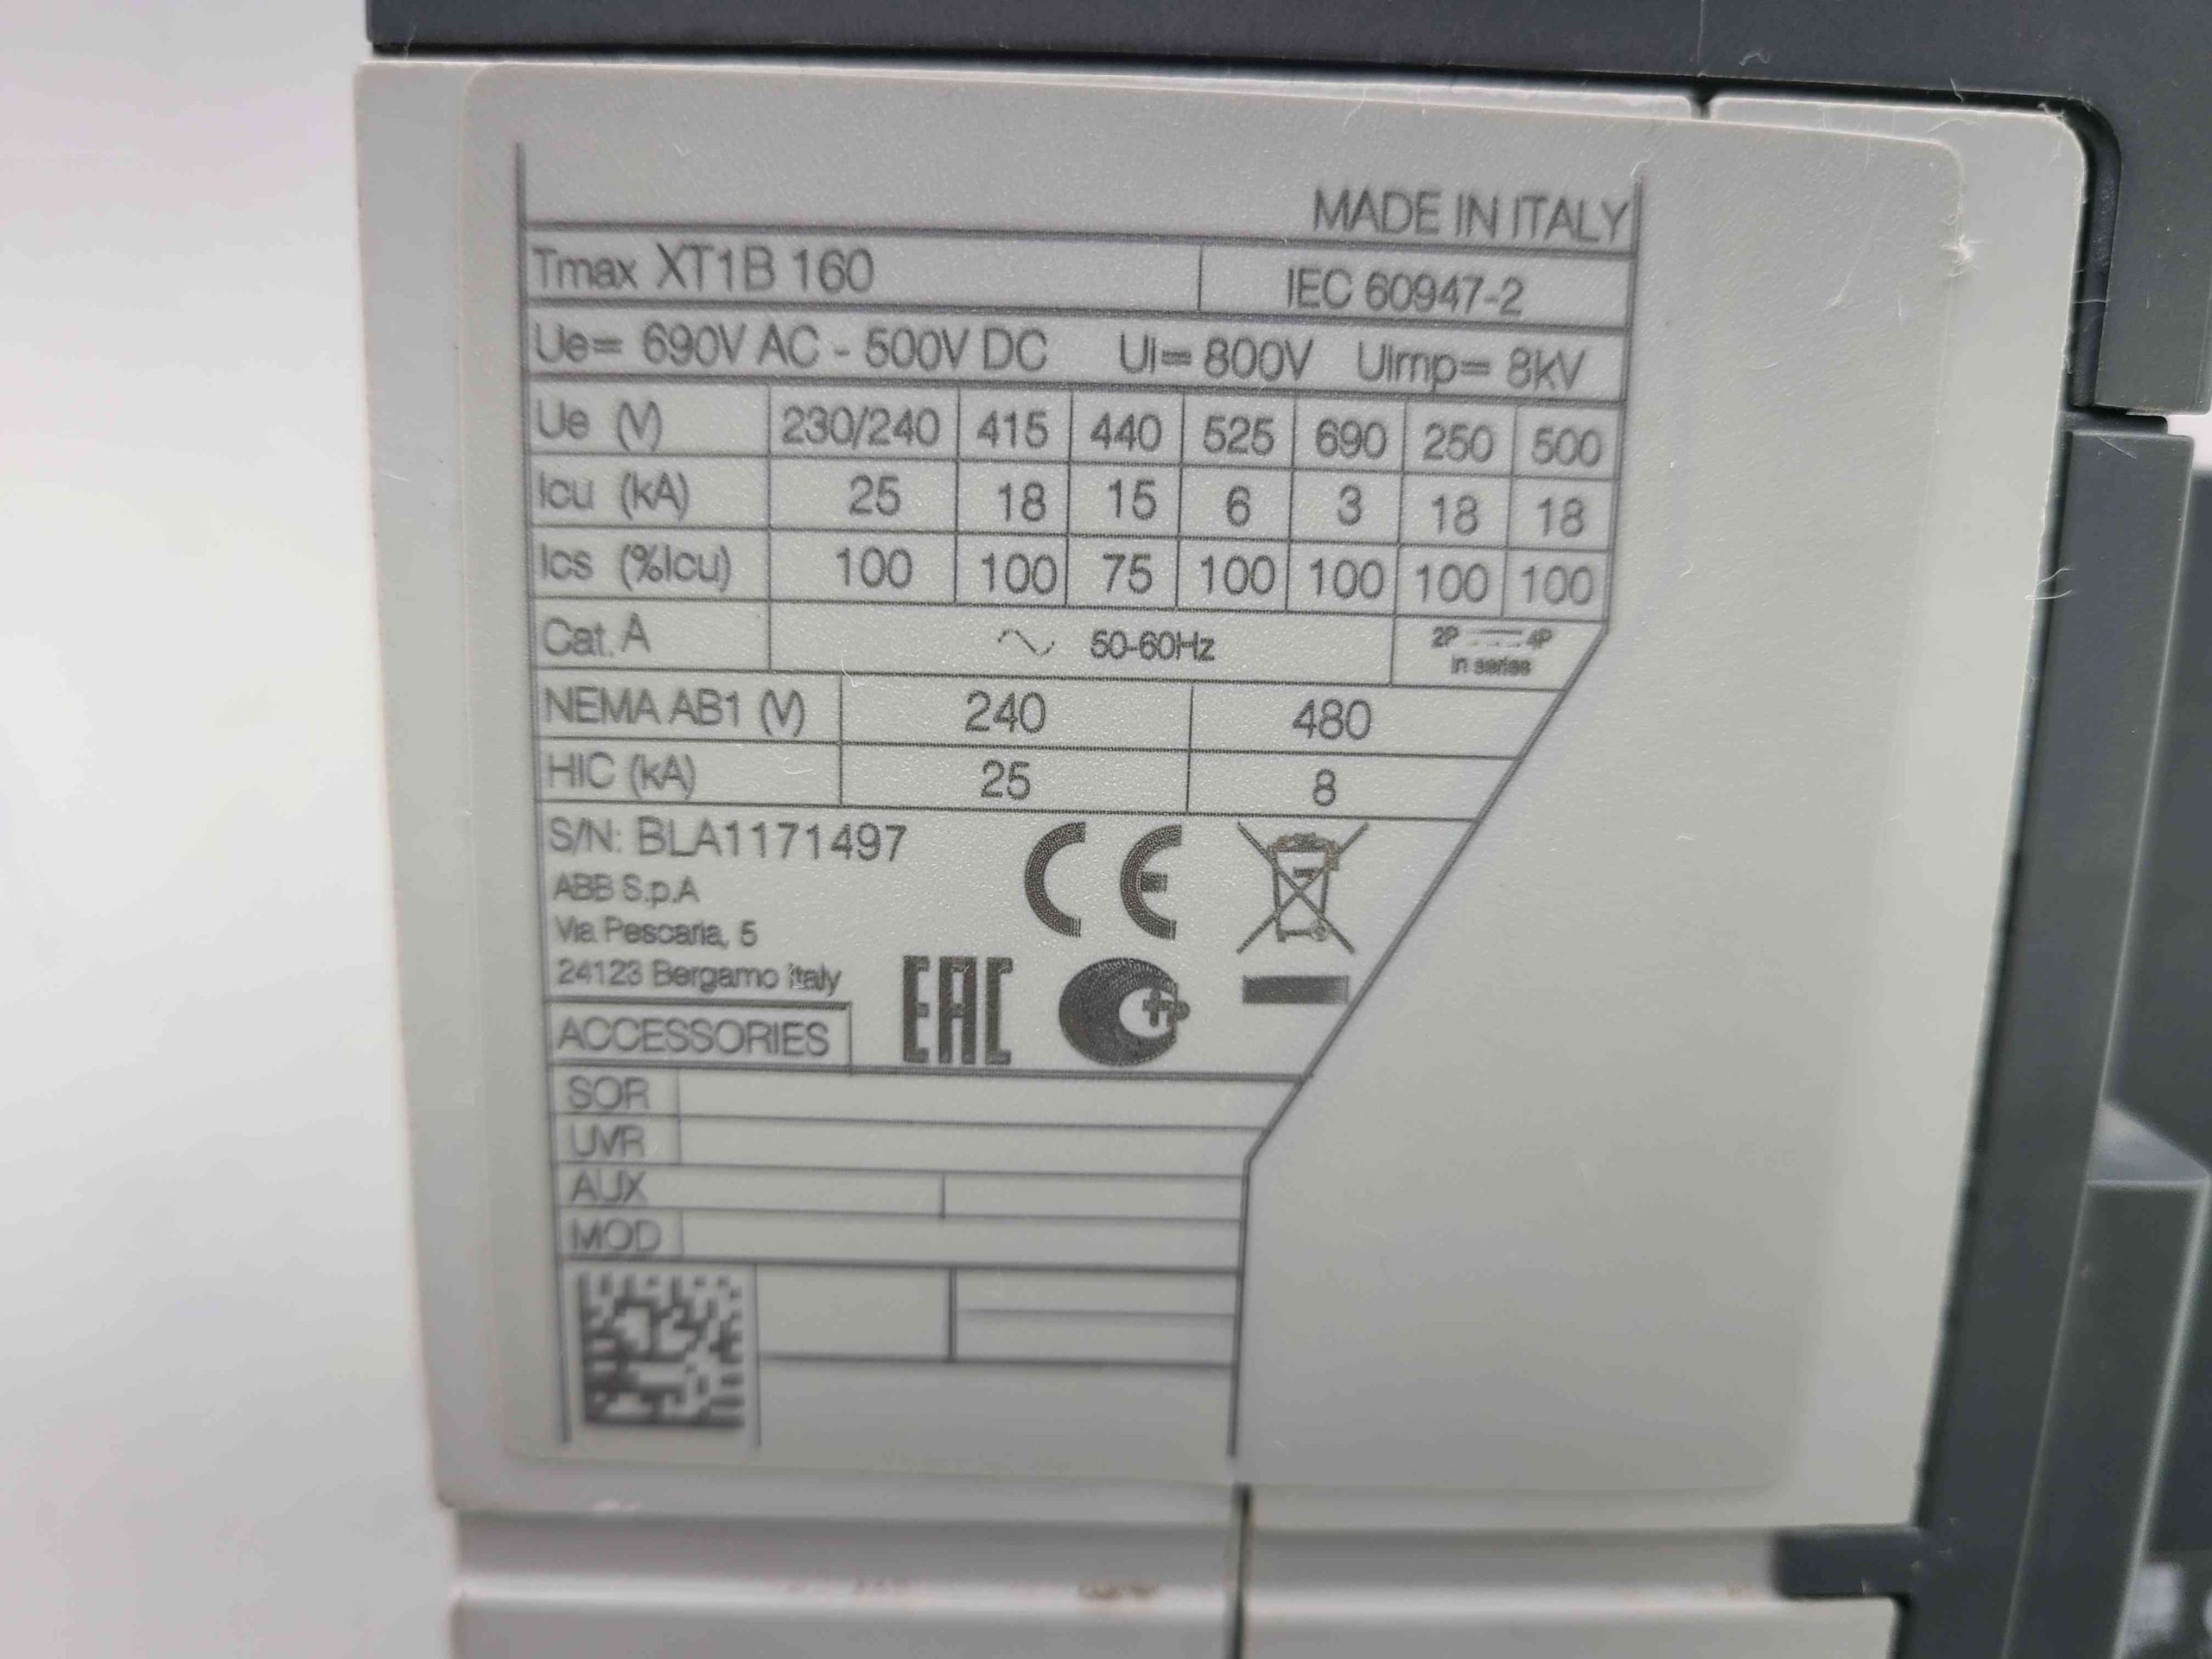 MADE IN ITALY
Tmax XT1B 160 IEC 60947-2
Ue= 690V AC - 500V DC Ui= 800V Uimp= 8kV
Ue (V) 230/240 415 440 525 690 250 500
Icu (kA) 25 18 15 6 3 18 18
Ics (%Icu) 100 100 75 100 100 100 100
Cat. A 50-60Hz 2P 4P
in series
NEMA AB1 (V) 240 480
HIC (kA) 25 8
S/N: BLA1171497
CE
ABB S.p.A
Via Pescaria, 5
24123 Bergamo Italy
EAC
ACCESSORIES
SOR
UVR
AUX
MOD